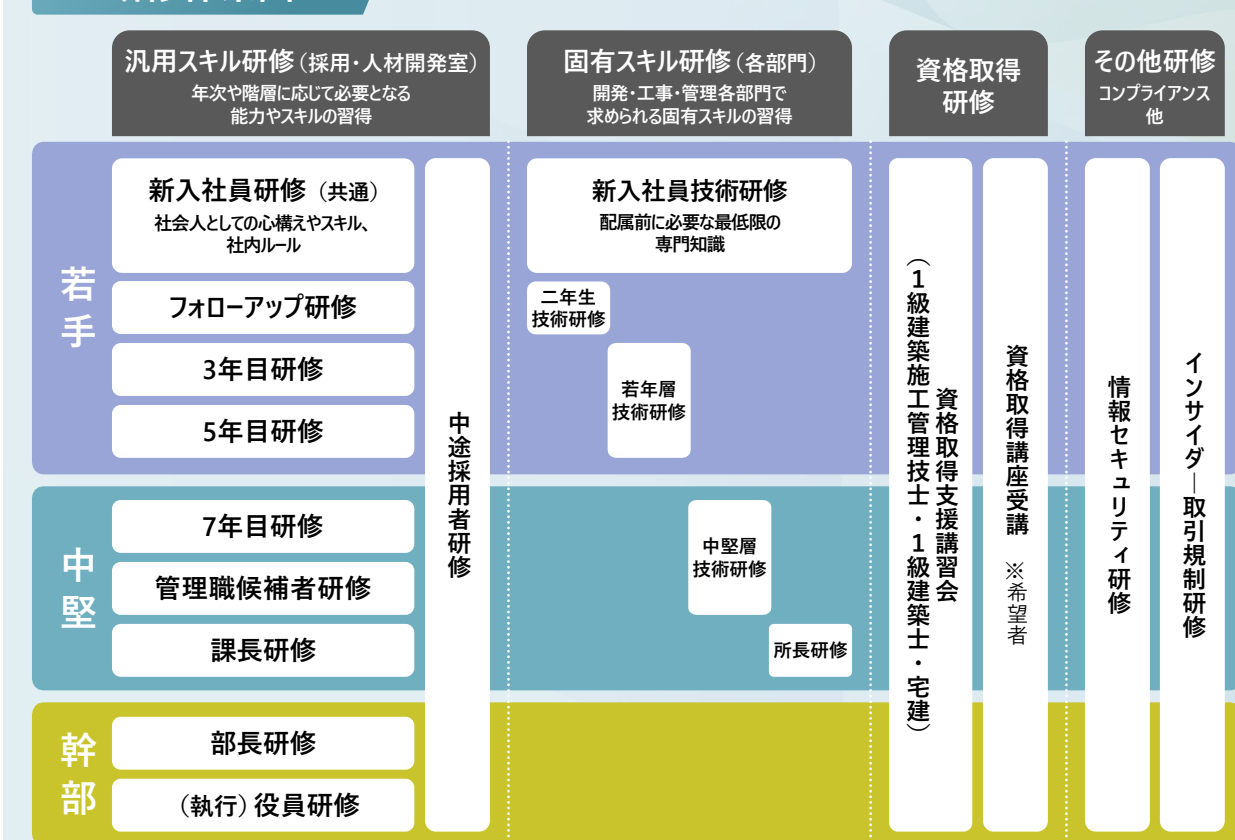 汎用スキル研修（採用・人材開発室）
年次や階層に応じて必要となる
能力やスキルの習得
固有スキル研修（各部門）
開発・工事・管理各部門で
求められる固有スキルの習得
資格取得
研修
その他研修
コンプライアンス
他
若手
新入社員研修（共通）
社会人としての心構えやスキル、
社内ルール
フォローアップ研修
3年目研修
5年目研修
中堅
7年目研修
管理職候補者研修
課長研修
幹部
部長研修
（執行）役員研修
中途採用者研修
新入社員技術研修
配属前に必要な最低限の
専門知識
二年生
技術研修
若年層
技術研修
中堅層
技術研修
所長研修
資格取得支援講習会
（1級建築施工管理技士・1級建築士・宅建）
資格取得講座受講 ※希望者
情報セキュリティ研修
インサイダー取引規制研修